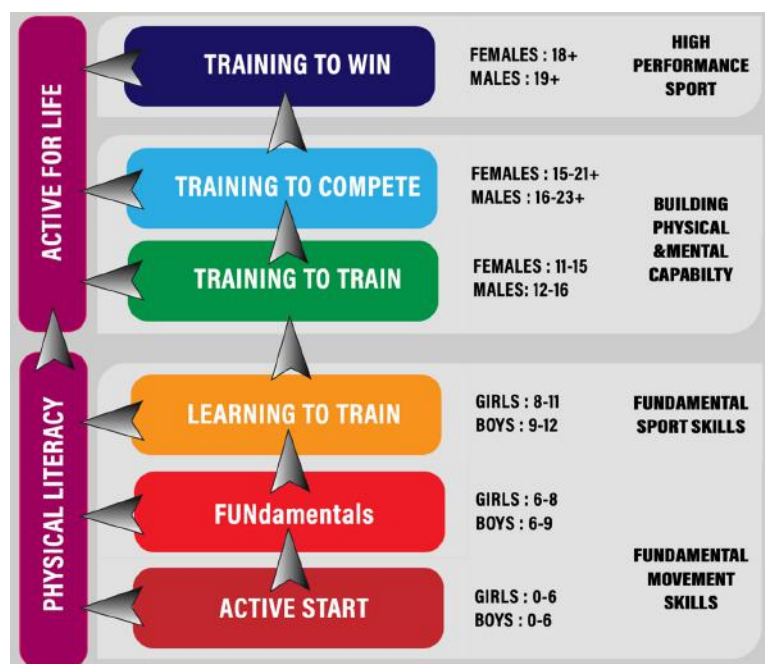 ACTIVE FOR LIFE
TRAINING TO WIN
FEMALES : 18+
MALES : 19+
HIGH
PERFORMANCE
SPORT
TRAINING TO COMPETE
FEMALES : 15-21+
MALES : 16-23+
TRAINING TO TRAIN
FEMALES : 11-15
MALES: 12-16
BUILDING
PHYSICAL
&MENTAL
CAPABILTY
PHYSICAL LITERACY
LEARNING TO TRAIN
GIRLS : 8-11
BOYS : 9-12
FUNDAMENTAL
SPORT SKILLS
FUNdamentals
GIRLS : 6-8
BOYS : 6-9
ACTIVE START
GIRLS : 0-6
BOYS : 0-6
FUNDAMENTAL
MOVEMENT
SKILLS